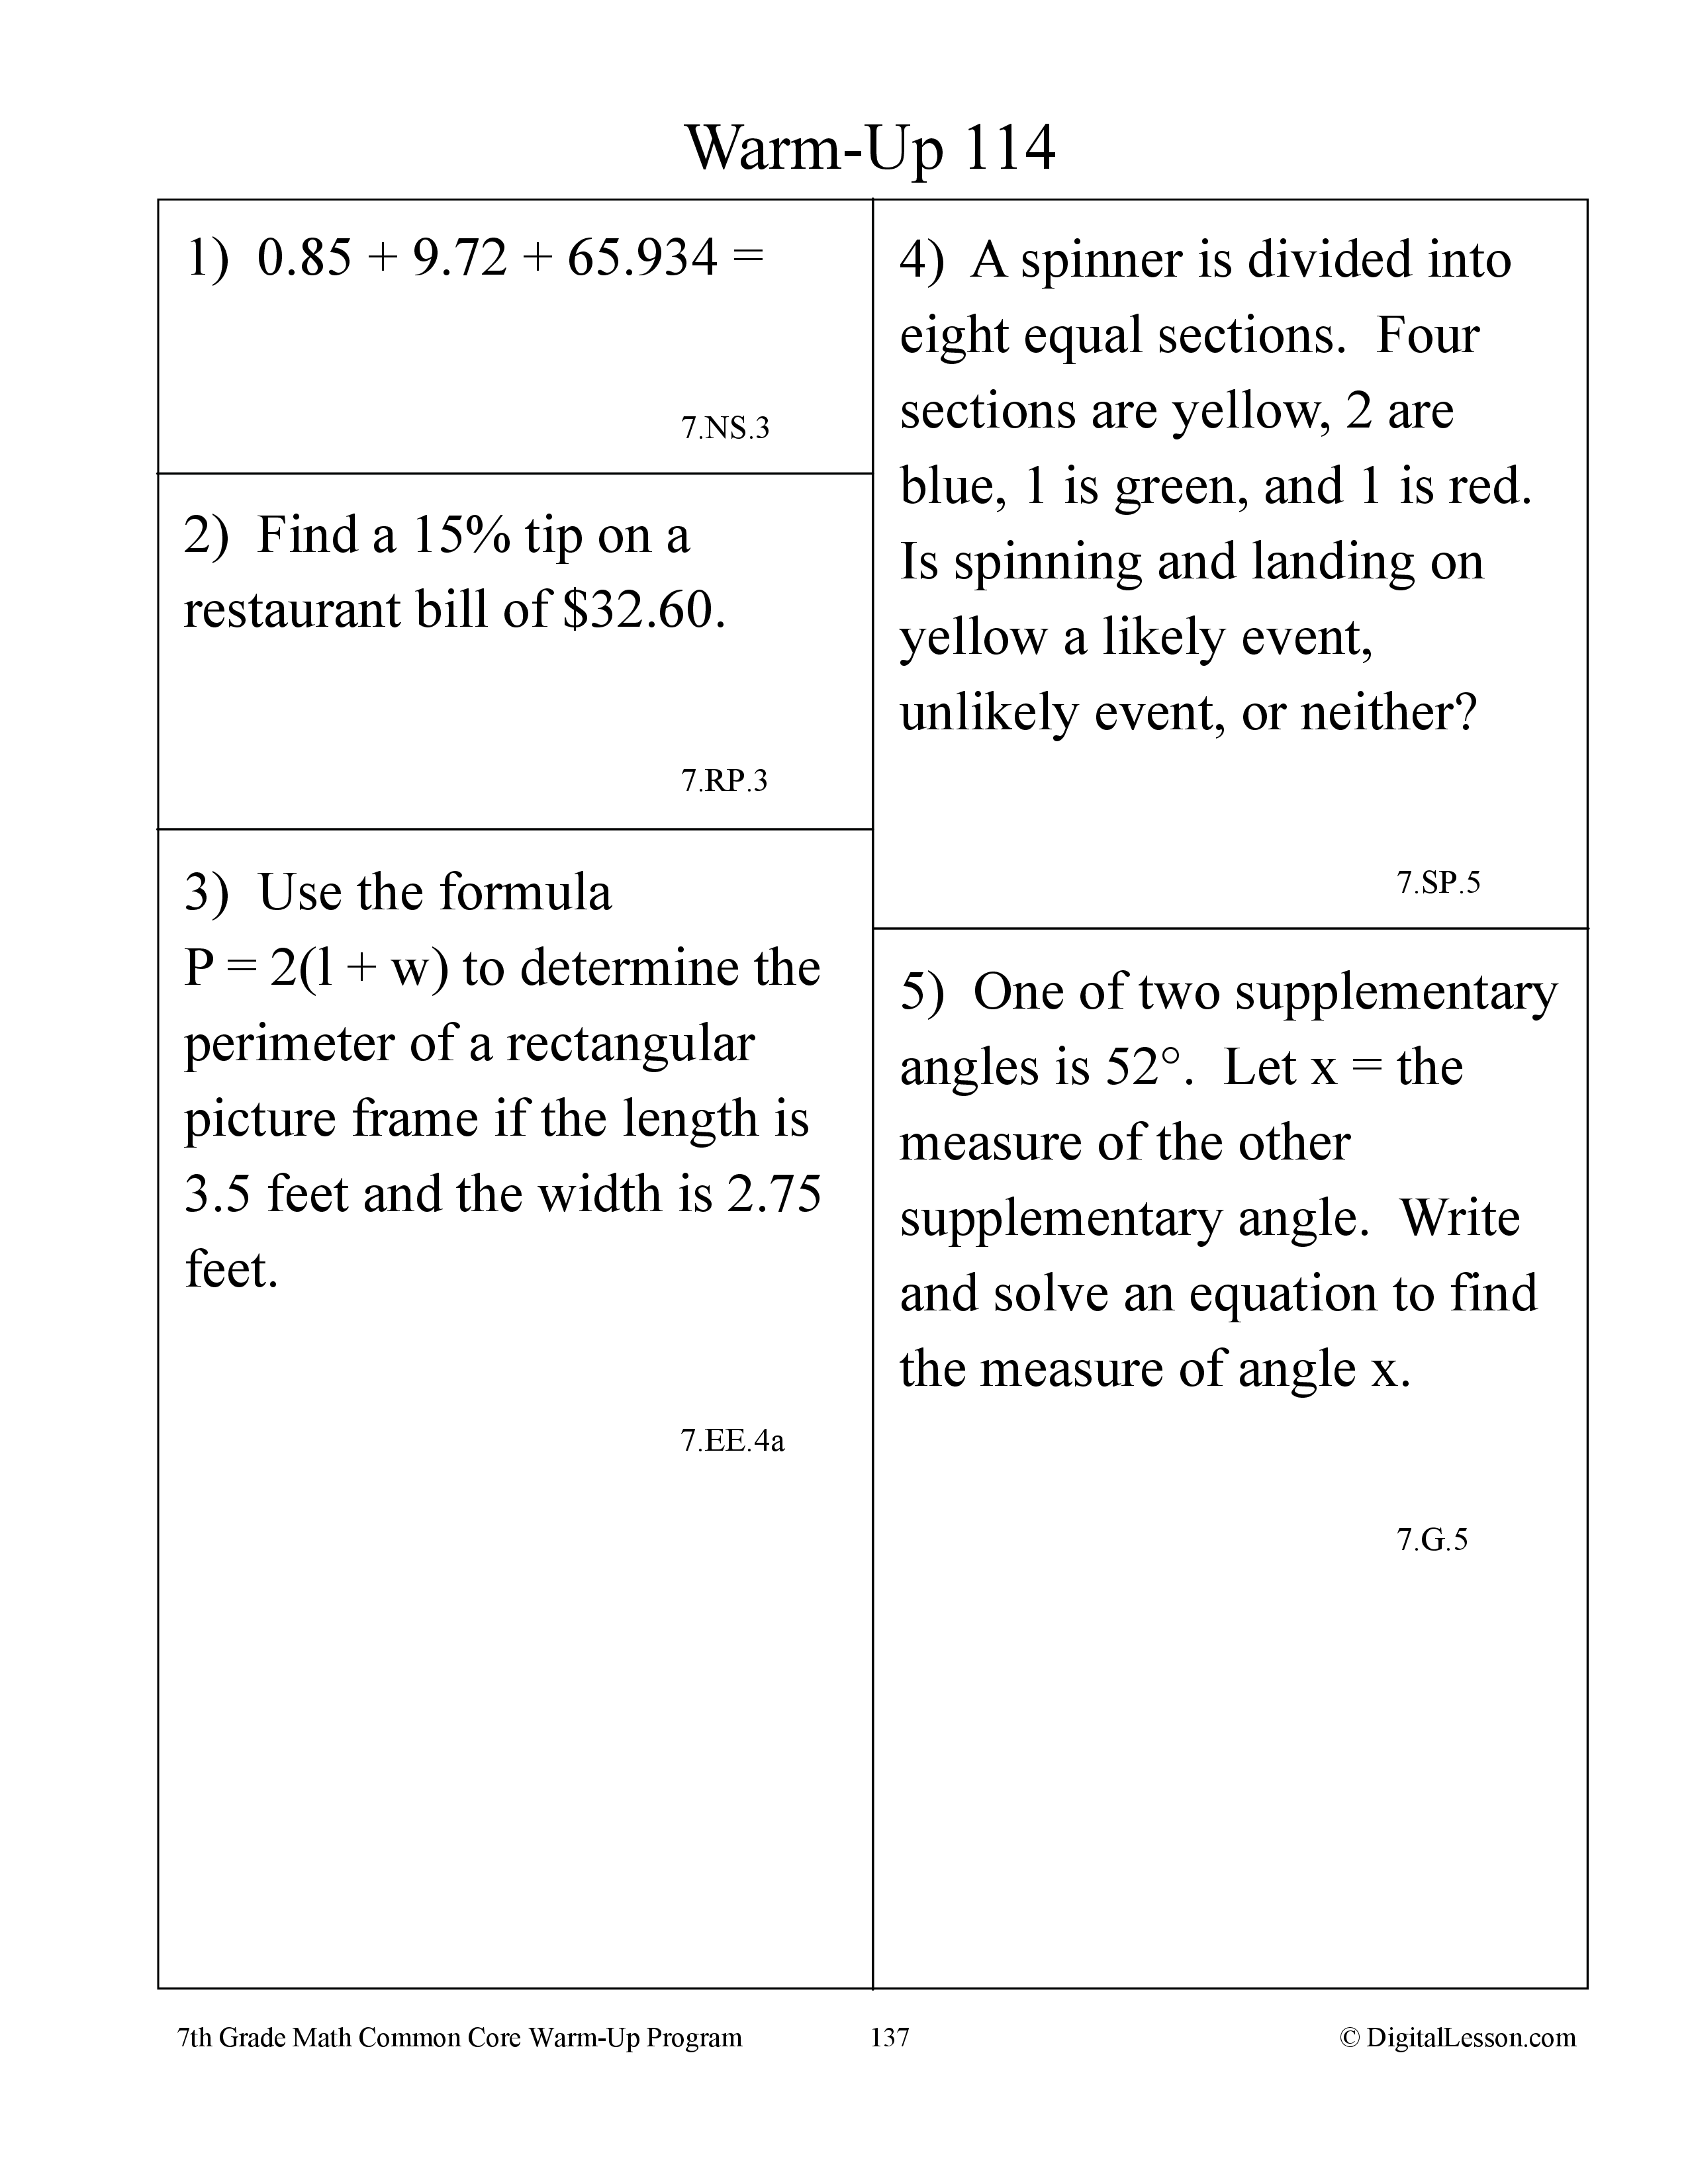 Warm-Up 114
1)  0.85 + 9.72 + 65.934 =
7.NS.3
2)  Find a 15% tip on a
restaurant bill of $32.60.
7.RP.3
3)  Use the formula
P = 2(l + w) to determine the
perimeter of a rectangular
picture frame if the length is
3.5 feet and the width is 2.75
feet.
7.EE.4a
4)  A spinner is divided into
eight equal sections.  Four
sections are yellow, 2 are
blue, 1 is green, and 1 is red.
Is spinning and landing on
yellow a likely event,
unlikely event, or neither?
7.SP.5
5)  One of two supplementary
angles is 52°.  Let x = the
measure of the other
supplementary angle.  Write
and solve an equation to find
the measure of angle x.
7.G.5
7th Grade Math Common Core Warm-Up Program 137 © DigitalLesson.com